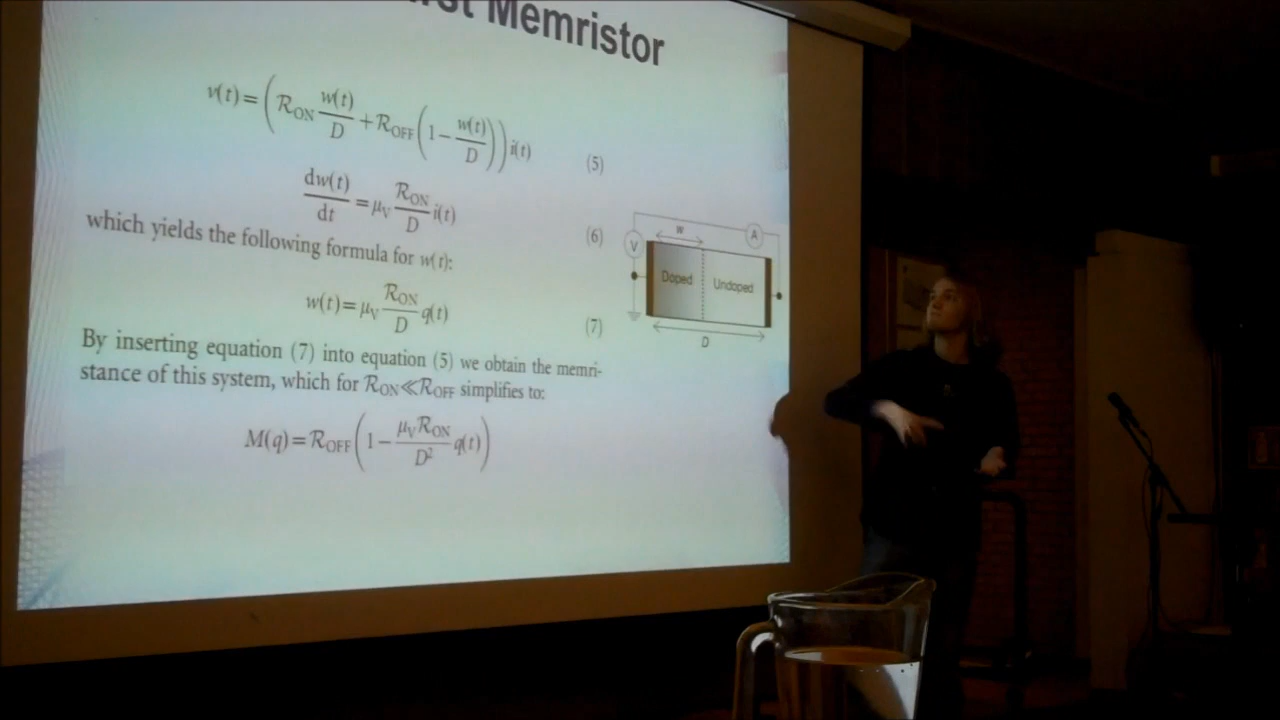 Memristor
v(t) = (R_ON w(t)/D + R_OFF (1 − w(t)/D)) i(t) (5)
dw(t)/dt = μ_V R_ON/D i(t) (6)
which yields the following formula for w(t):
w(t) = μ_V R_ON/D q(t) (7)
By inserting equation (7) into equation (5) we obtain the memri-
stance of this system, which for R_ON ≪ R_OFF simplifies to:
M(q) = R_OFF (1 − μ_V R_ON/D² q(t))
V
w
A
Doped
Undoped
D